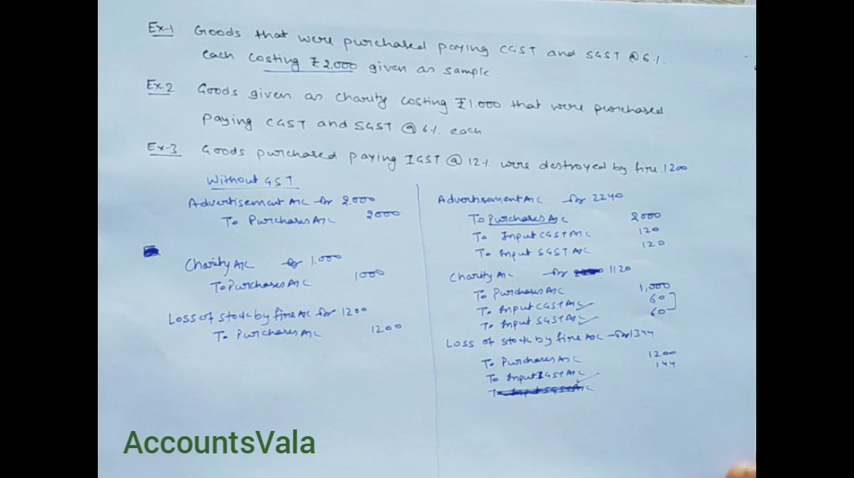 Ex-1 Goods that were purchased paying CGST and SGST @ 6%.
each costing ₹2,000 given as sample
Ex-2 Goods given as charity costing ₹1,000 that were purchased
paying CGST and SGST @ 6% each.
Ex-3 Goods purchased paying IGST @ 12% were destroyed by fire 1200
Without GST
Advertisement A/c Dr 2000
To Purchases A/c 2000
Charity A/c Dr 1,000
To Purchases A/c 1000
Loss of stock by fire A/c Dr 1200
To Purchases A/c 1200
Advertisement A/c Dr 2240
To Purchases A/c 2000
To Input CGST A/c 120
To Input SGST A/c 120
Charity A/c Dr 1120
To Purchases A/c 1,000
To Input CGST A/c 60
To Input SGST A/c 60
Loss of stock by fire A/c Dr 1344
To Purchases A/c 1200
To Input IGST A/c 144
AccountsVala